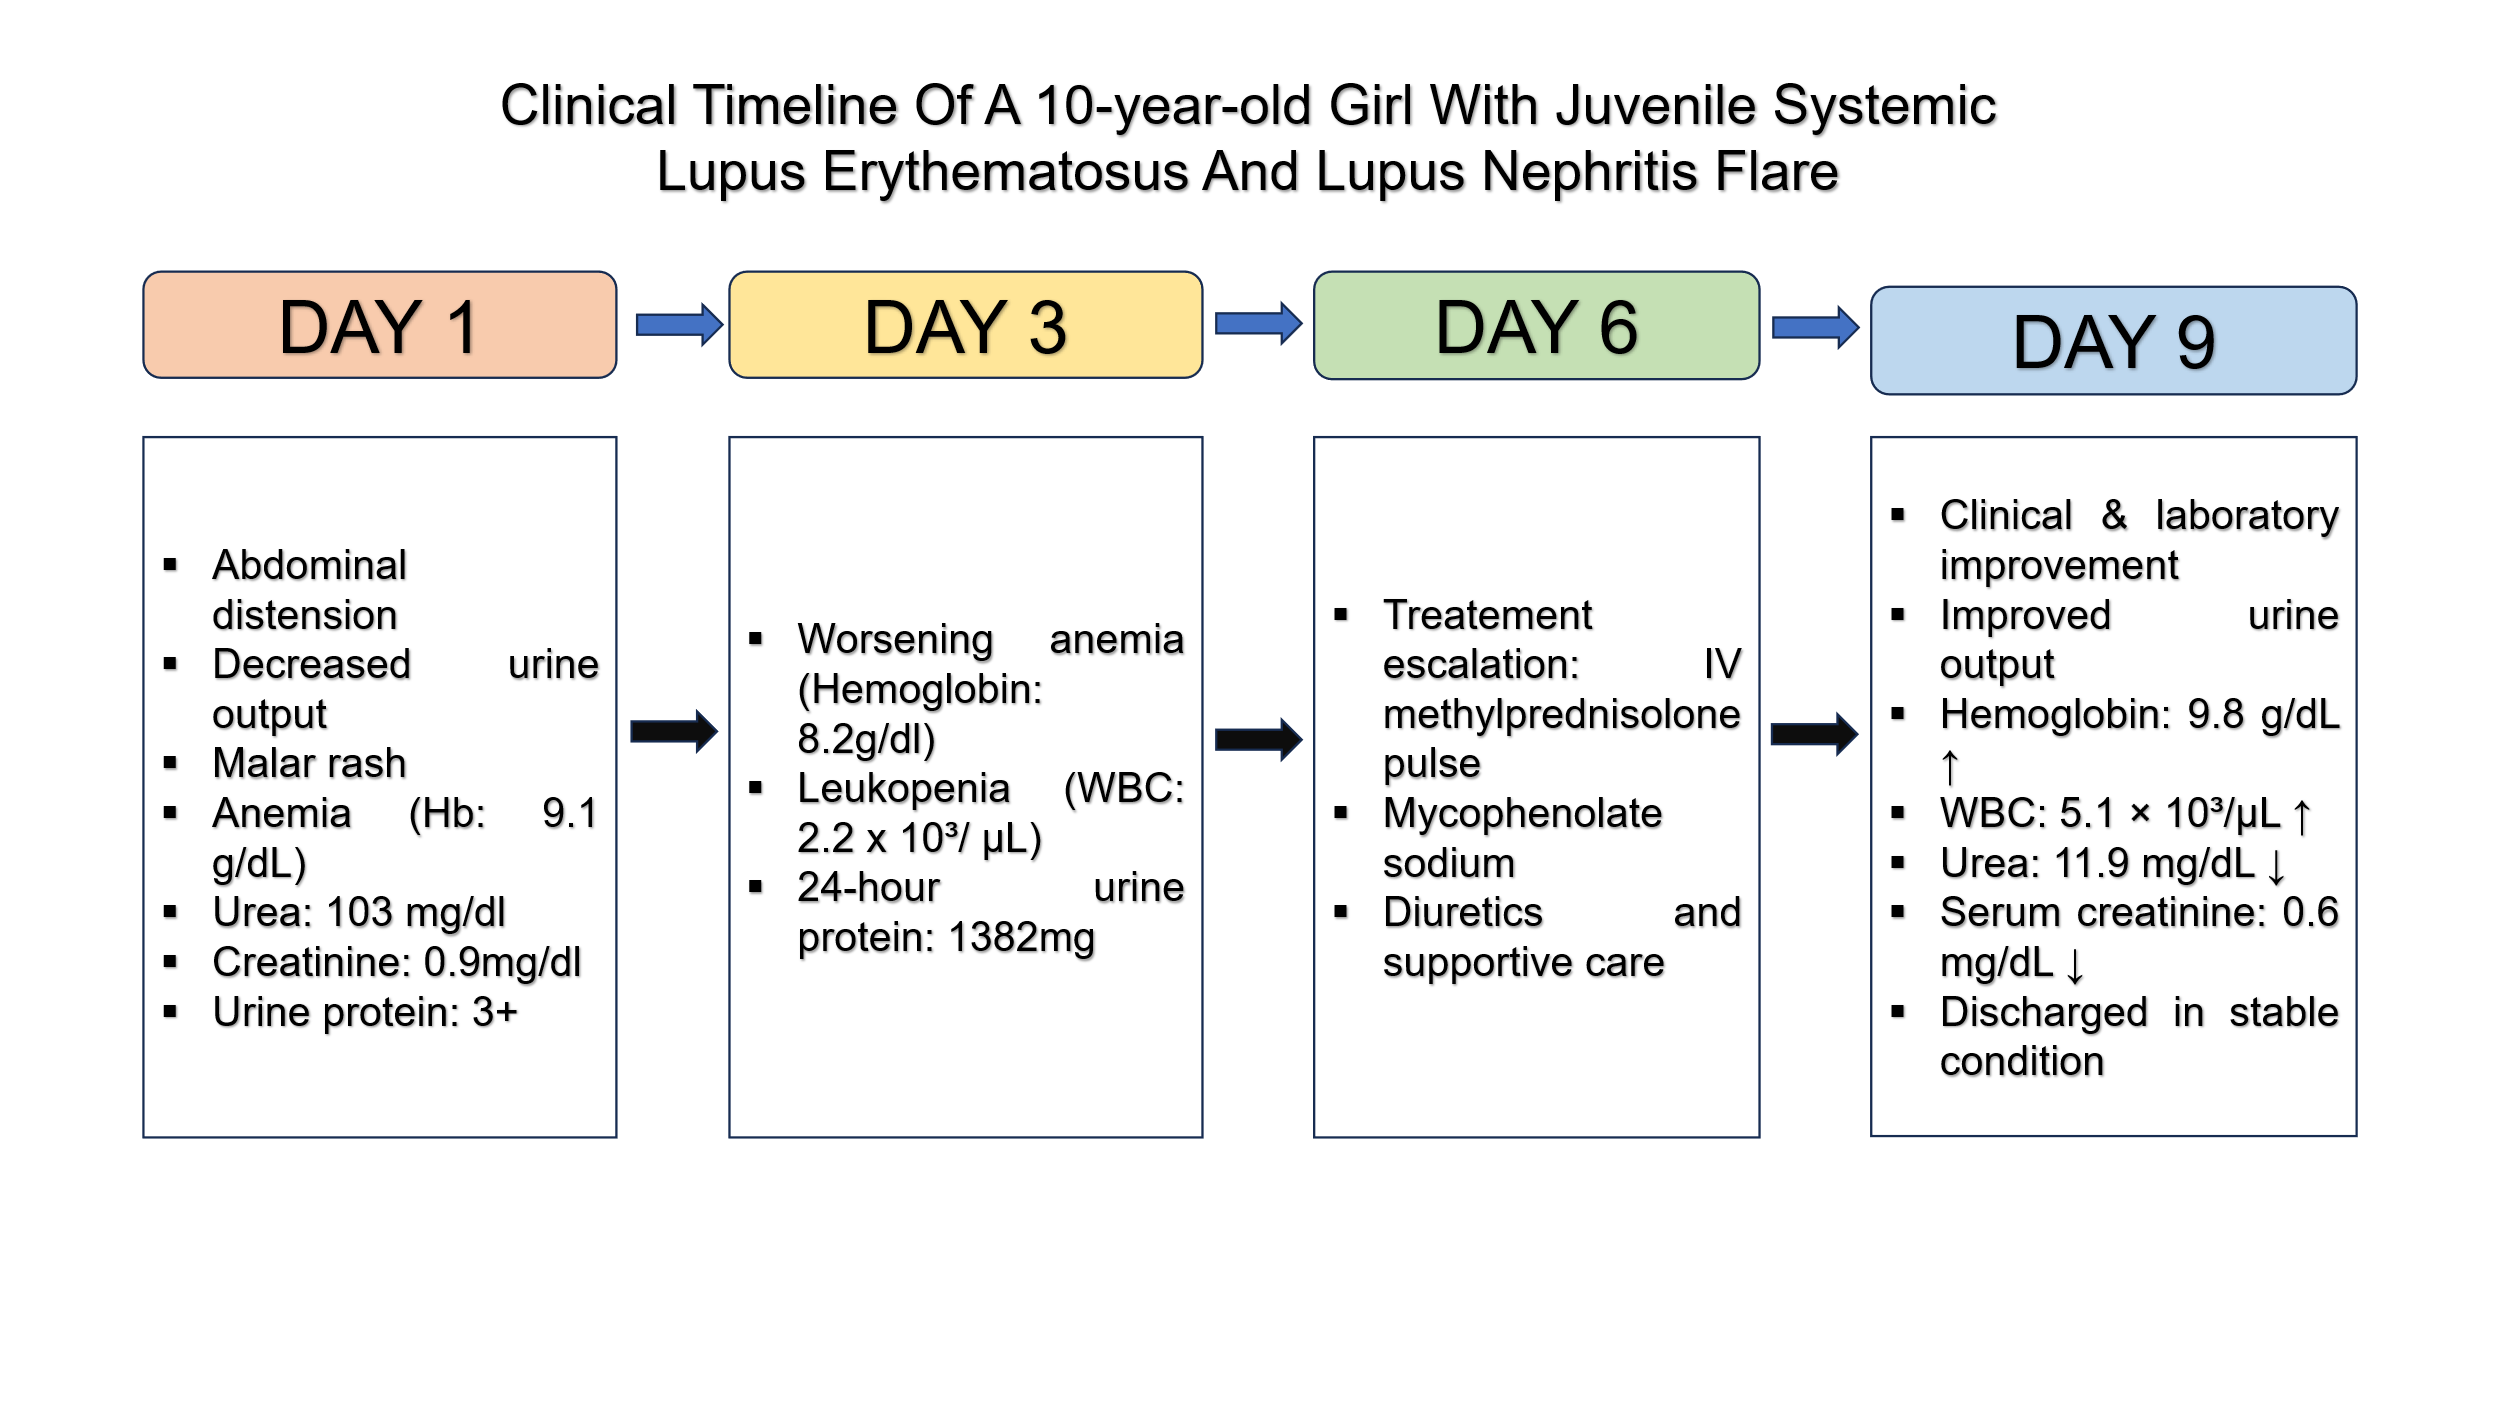 Clinical Timeline Of A 10-year-old Girl With Juvenile Systemic
Lupus Erythematosus And Lupus Nephritis Flare
DAY 1
▪ Abdominal
distension
▪ Decreased urine
output
▪ Malar rash
▪ Anemia (Hb: 9.1
g/dL)
▪ Urea: 103 mg/dl
▪ Creatinine: 0.9mg/dl
▪ Urine protein: 3+
DAY 3
▪ Worsening anemia
(Hemoglobin:
8.2g/dl)
▪ Leukopenia (WBC:
2.2 x 10³/ µL)
▪ 24-hour urine
protein: 1382mg
DAY 6
▪ Treatement
escalation: IV
methylprednisolone
pulse
▪ Mycophenolate
sodium
▪ Diuretics and
supportive care
DAY 9
▪ Clinical & laboratory
improvement
▪ Improved urine
output
▪ Hemoglobin: 9.8 g/dL
↑
▪ WBC: 5.1 × 10³/µL ↑
▪ Urea: 11.9 mg/dL ↓
▪ Serum creatinine: 0.6
mg/dL ↓
▪ Discharged in stable
condition